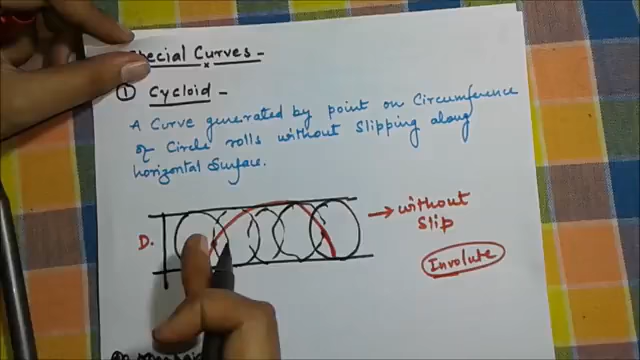 Special Curves -
① Cycloid -
A Curve generated by point on Circumference
of Circle rolls without slipping along
horizontal Surface.
D.
→ without
Slip
Involute